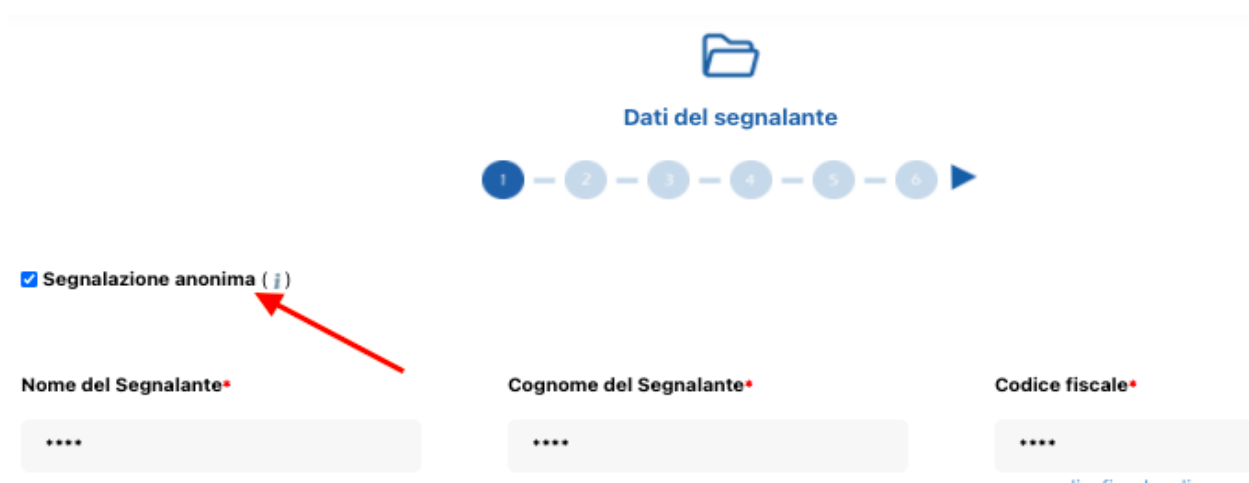 Dati del segnalante
1 2 3 4 5 6
Segnalazione anonima (i)
Nome del Segnalante* Cognome del Segnalante* Codice fiscale*
**** **** ****